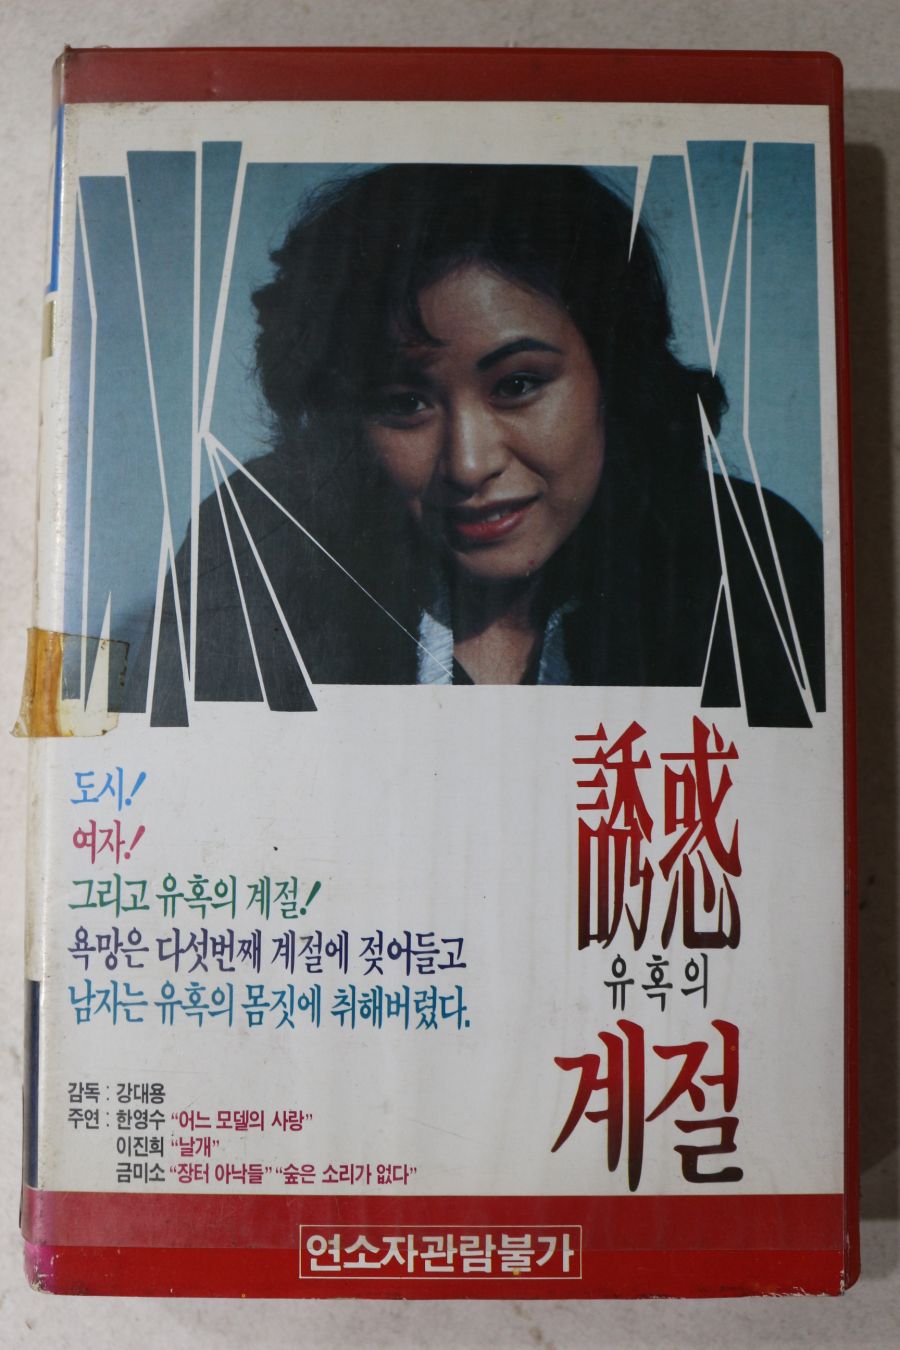 도시!
여자!
그리고 유혹의 계절!
욕망은 다섯번째 계절에 젖어들고
남자는 유혹의 몸짓에 취해버렸다.
誘惑
유혹의
계절
감독 : 강대용
주연 : 한영수 “어느 모델의 사랑”
이진희 “날개”
금미소 “장터 아낙들” “숲은 소리가 없다”
연소자관람불가